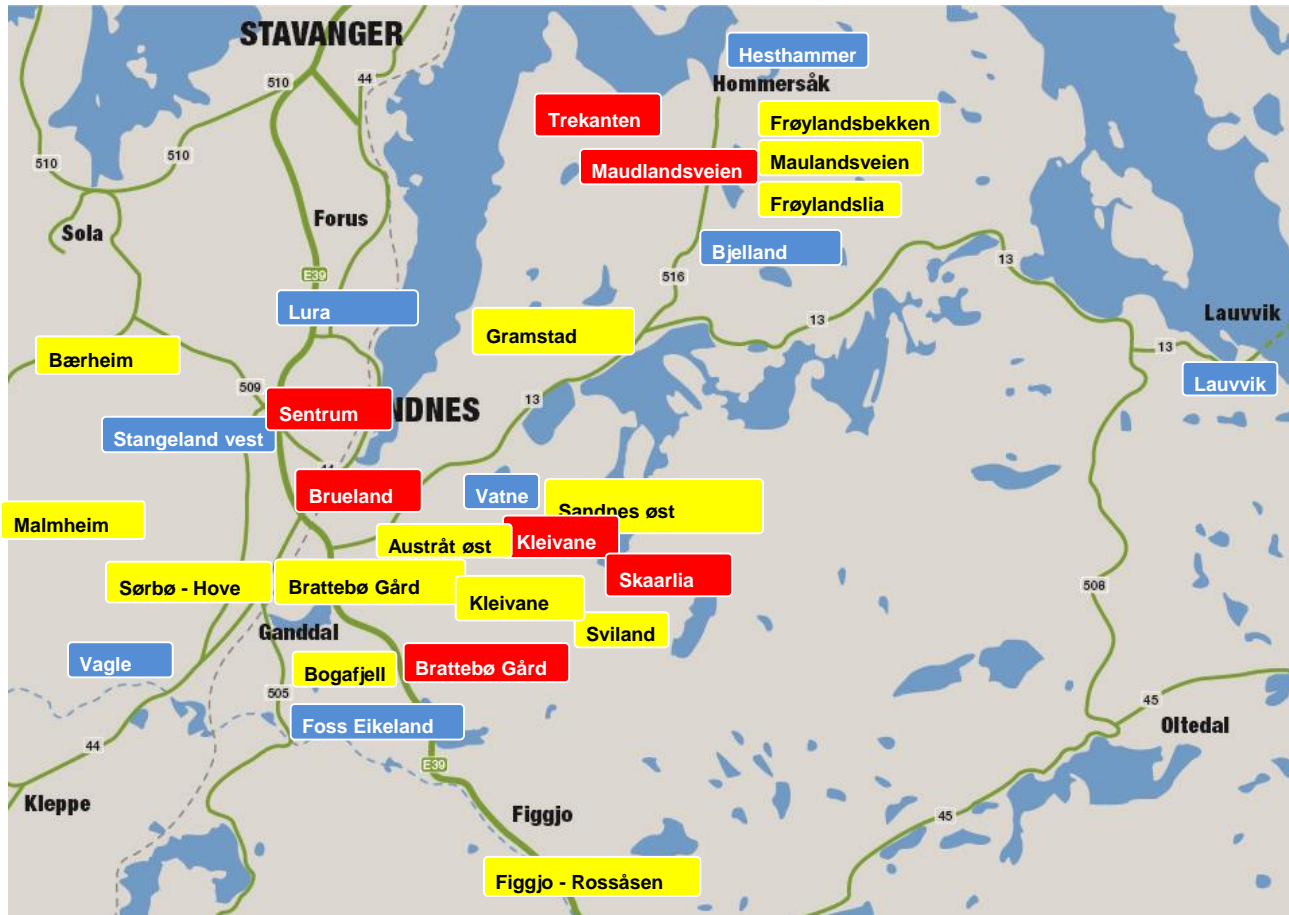 STAVANGER
Hesthammer
510
44
Hommersåk
Trekanten
Frøylandsbekken
510
510
Maulandsveien
Maudlandsveien
Frøylandslia
Forus
Sola
Bjelland
13
E39
516
Lura
13
Lauvvik
Gramstad
Bærheim
13
Lauvvik
509
Sentrum
NDNES
13
Stangeland vest
44
Brueland
Vatne
Sandnes øst
Malmheim
Austråt øst
Kleivane
Skaarlia
Sørbø - Hove
Brattebø Gård
508
Kleivane
Ganddal
Sviland
Vagle
Bogafjell
Brattebø Gård
505
45
Foss Eikeland
Oltedal
44
E39
Kleppe
Figgjo
45
Figgjo - Rossåsen